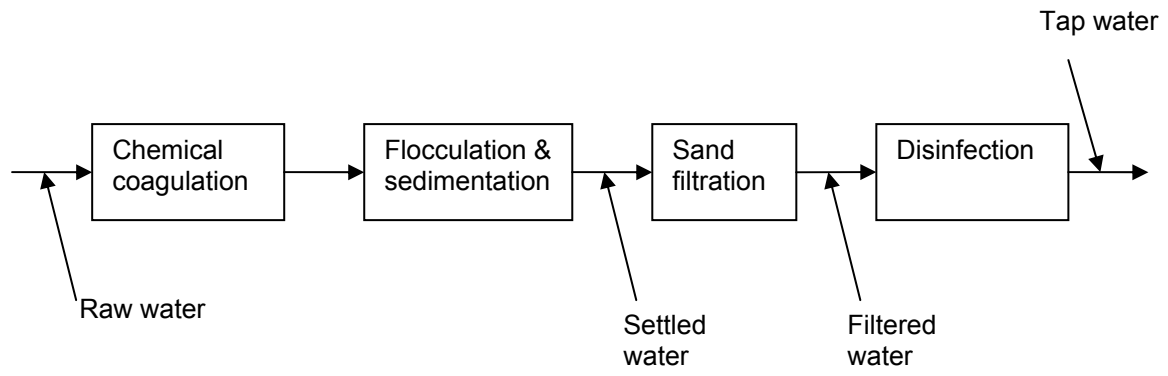 Tap water
Chemical
coagulation
Flocculation &
sedimentation
Sand
filtration
Disinfection
Raw water
Settled
water
Filtered
water